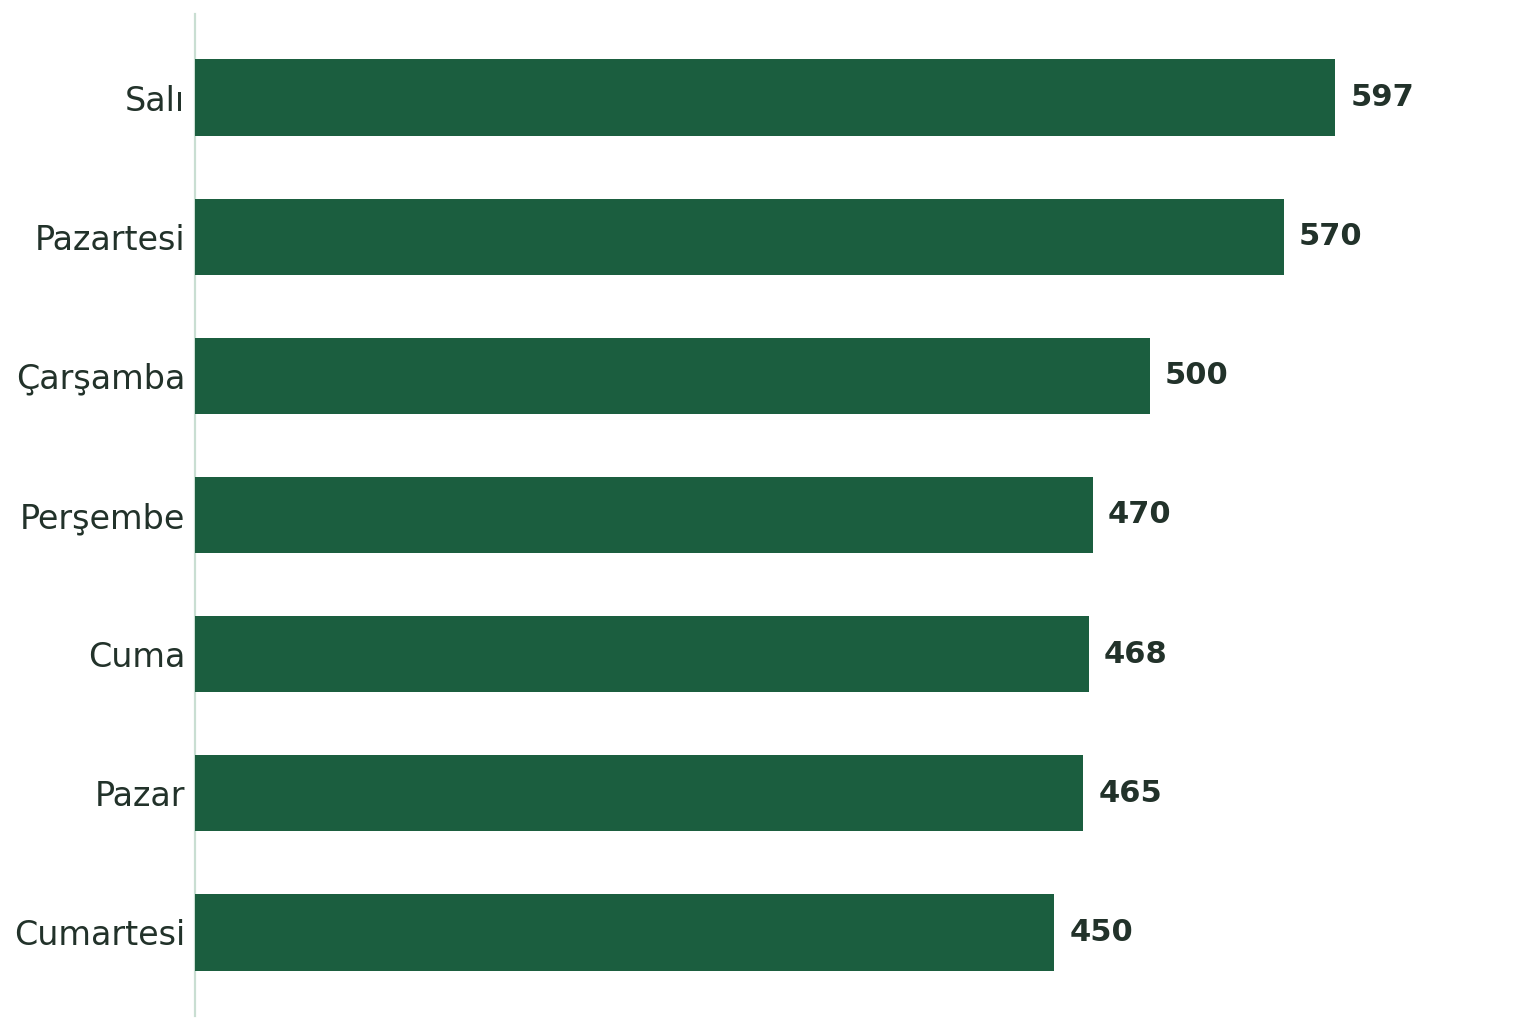 Salı 597
Pazartesi 570
Çarşamba 500
Perşembe 470
Cuma 468
Pazar 465
Cumartesi 450